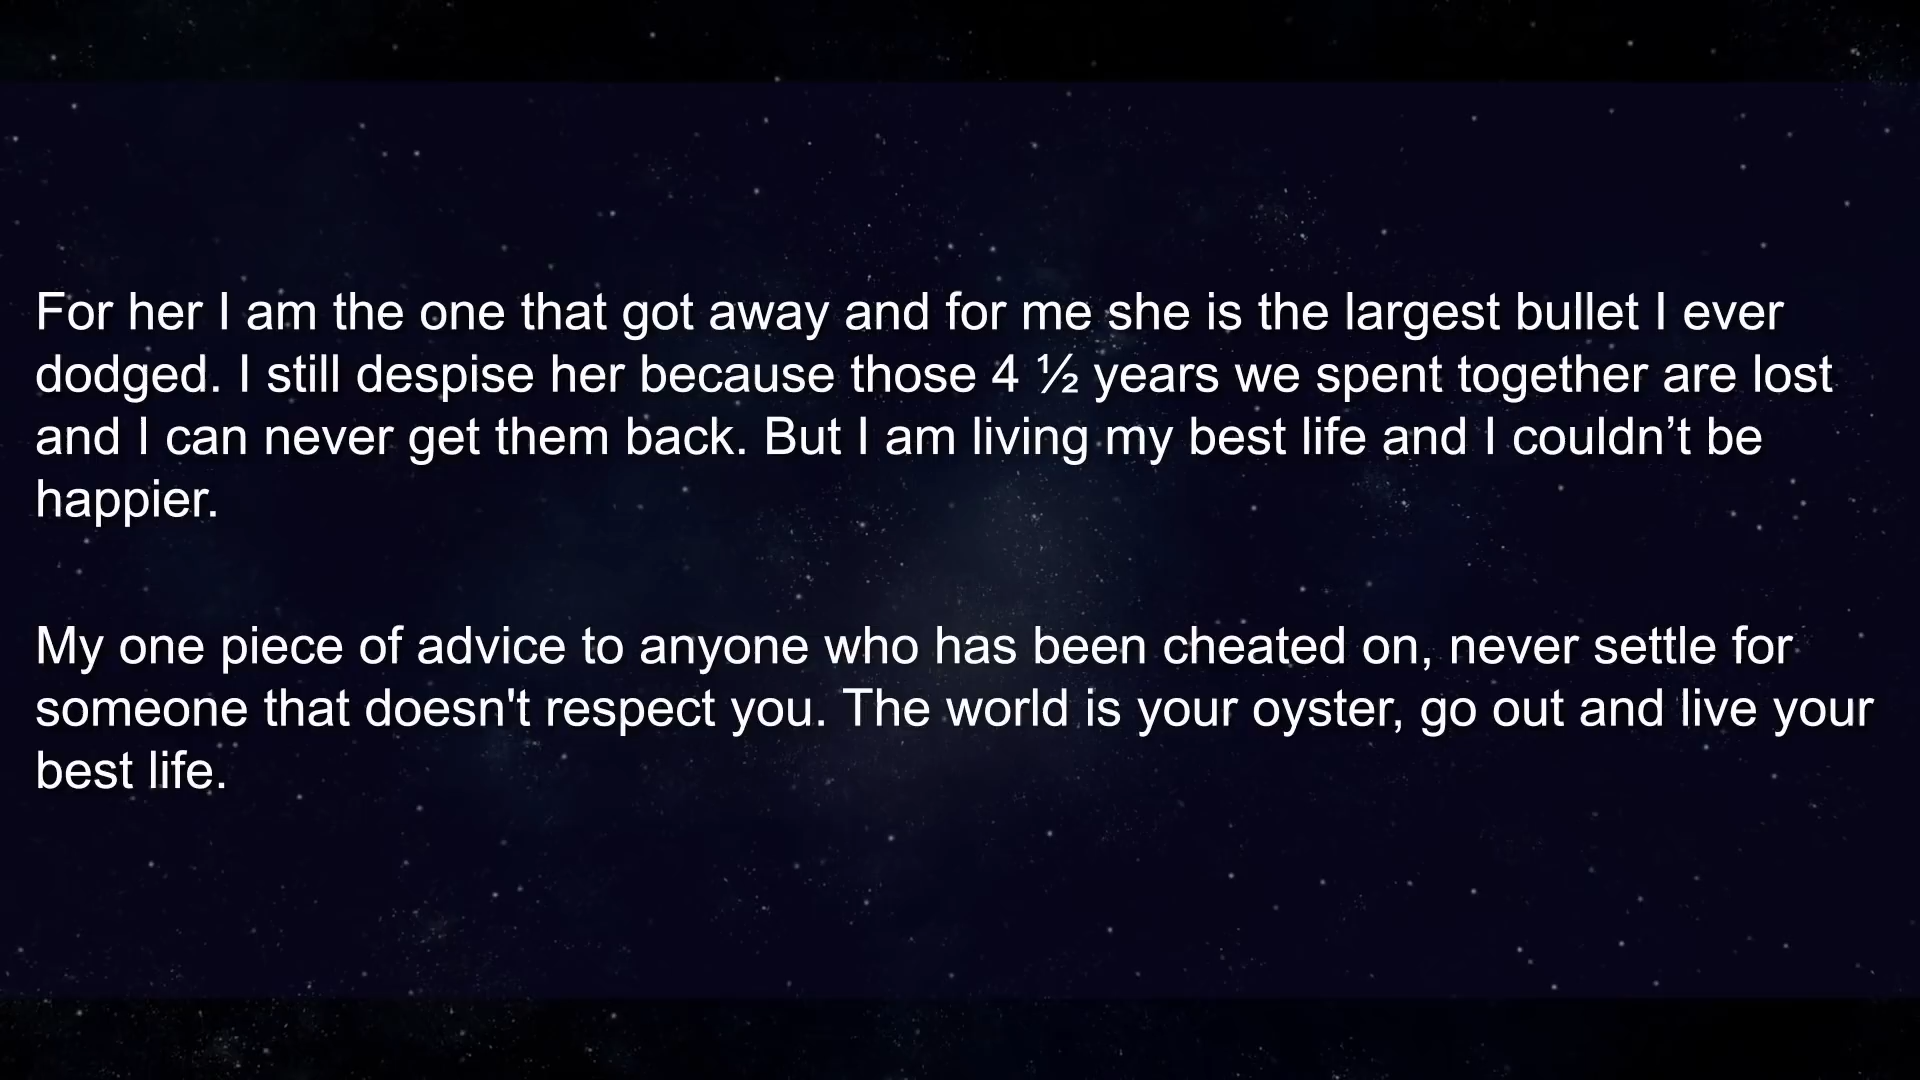 For her I am the one that got away and for me she is the largest bullet I ever
dodged. I still despise her because those 4 ½ years we spent together are lost
and I can never get them back. But I am living my best life and I couldn’t be
happier.
My one piece of advice to anyone who has been cheated on, never settle for
someone that doesn't respect you. The world is your oyster, go out and live your
best life.